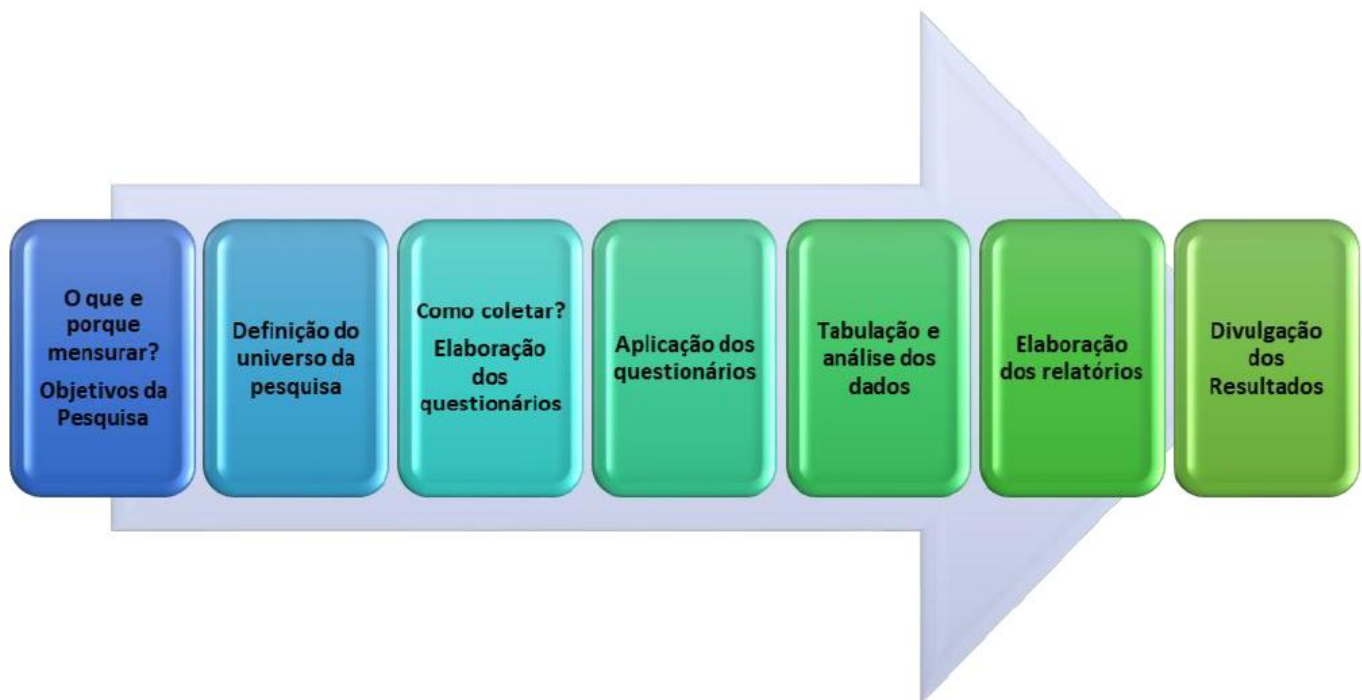 O que e
porque
mensurar?
Objetivos da
Pesquisa
Definição do
universo da
pesquisa
Como coletar?
Elaboração
dos
questionários
Aplicação dos
questionários
Tabulação e
análise dos
dados
Elaboração
dos relatórios
Divulgação
dos
Resultados